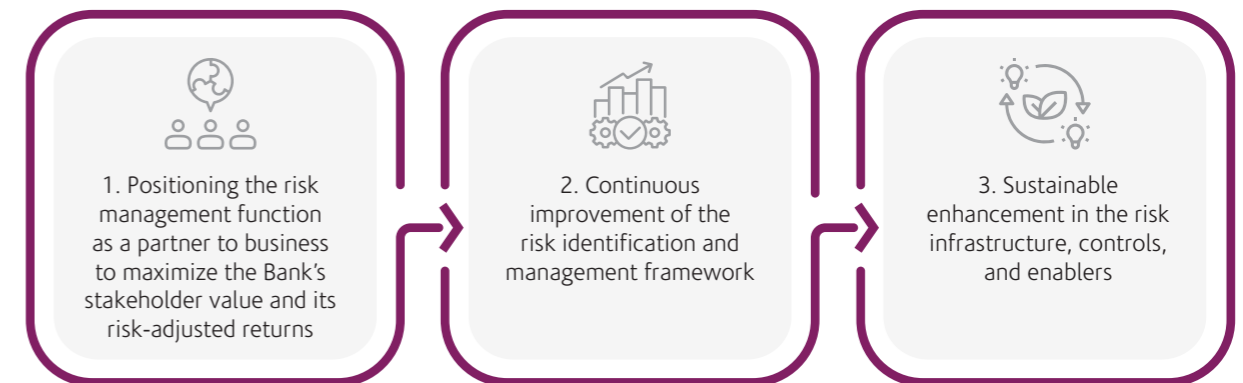 1. Positioning the risk
management function
as a partner to business
to maximize the Bank’s
stakeholder value and its
risk-adjusted returns
2. Continuous
improvement of the
risk identification and
management framework
3. Sustainable
enhancement in the risk
infrastructure, controls,
and enablers